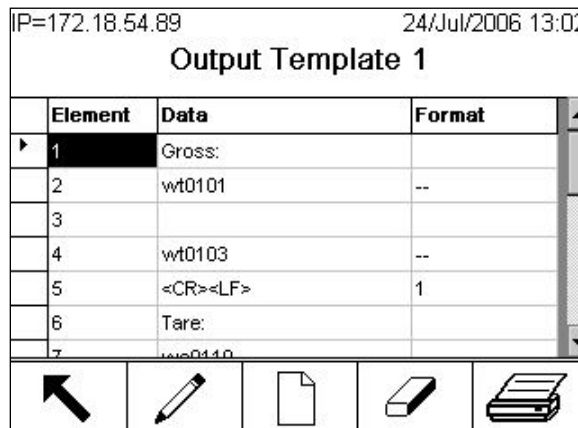 IP=172.18.54.89 24/Jul/2006 13:02
Output Template 1
Element Data Format
1 Gross:
2 wt0101 --
3
4 wt0103 --
5 <CR><LF> 1
6 Tare:
7